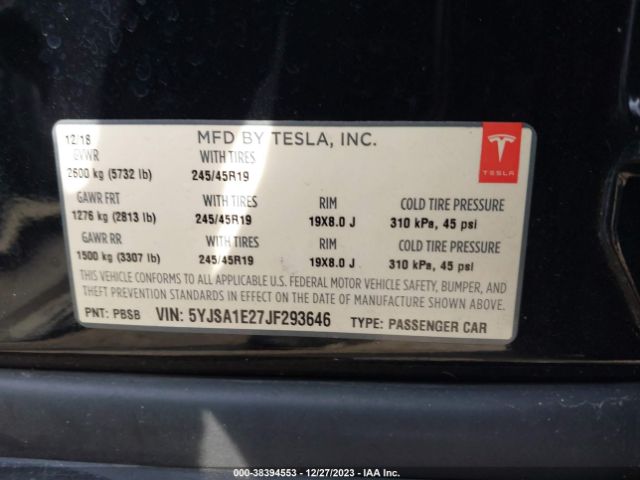 12/18 MFD BY TESLA, INC.
GVWR WITH TIRES
2600 kg (5732 lb) 245/45R19
GAWR FRT WITH TIRES RIM COLD TIRE PRESSURE
1276 kg (2813 lb) 245/45R19 19X8.0 J 310 kPa, 45 psi
GAWR RR WITH TIRES RIM COLD TIRE PRESSURE
1500 kg (3307 lb) 245/45R19 19X8.0 J 310 kPa, 45 psi
THIS VEHICLE CONFORMS TO ALL APPLICABLE U.S. FEDERAL MOTOR VEHICLE SAFETY, BUMPER, AND
THEFT PREVENTION STANDARDS IN EFFECT ON THE DATE OF MANUFACTURE SHOWN ABOVE.
PNT: PBSB VIN: 5YJSA1E27JF293646 TYPE: PASSENGER CAR
TESLA
000-38394553 - 12/27/2023 - IAA Inc.